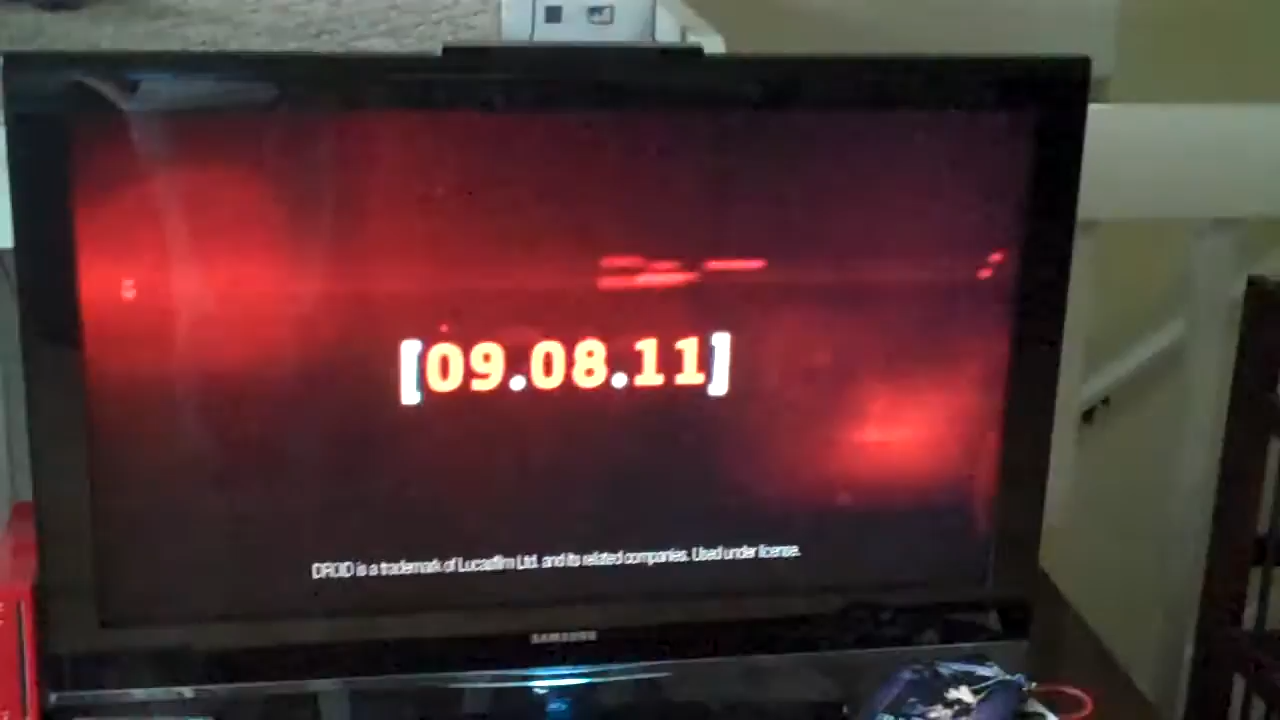 [09.08.11]
DROID is a trademark of Lucasfilm Ltd. and its related companies. Used under license.
SAMSUNG